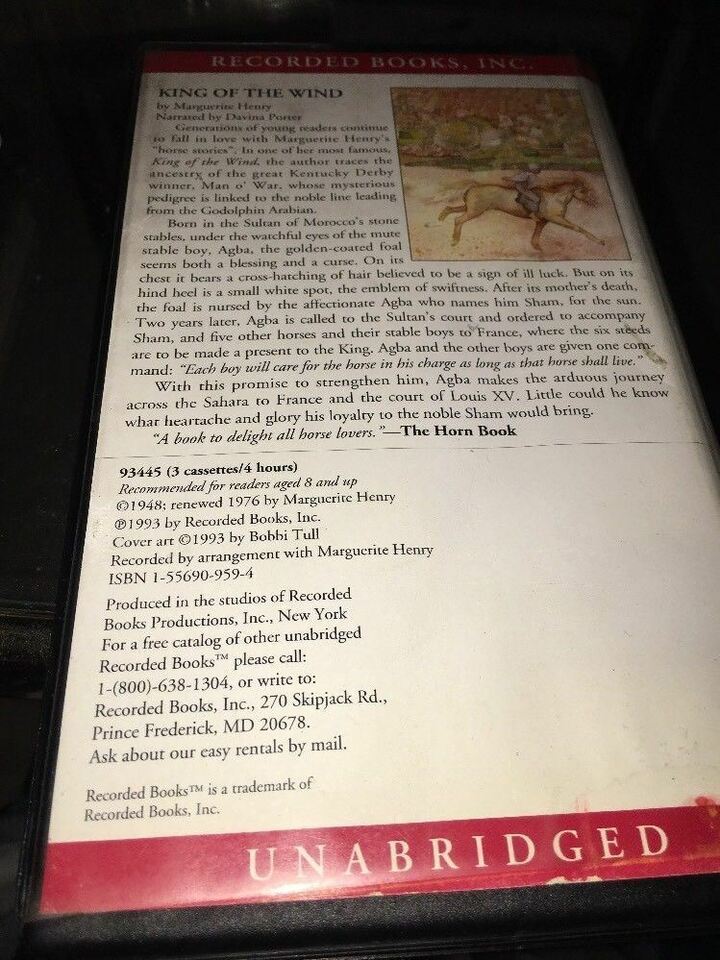 RECORDED BOOKS, INC.
KING OF THE WIND
by Marguerite Henry
Narrated by Davina Porter
Generations of young readers continue
to fall in love with Marguerite Henry's
"horse stories". In one of her most famous,
King of the Wind, the author traces the
ancestry of the great Kentucky Derby
winner, Man o' War, whose mysterious
pedigree is linked to the noble line leading
from the Godolphin Arabian.
Born in the Sultan of Morocco's stone
stables, under the watchful eyes of the mute
stable boy, Agba, the golden-coated foal
seems both a blessing and a curse. On its
chest it bears a cross-hatching of hair believed to be a sign of ill luck. But on its
hind heel is a small white spot, the emblem of swiftness. After its mother's death,
the foal is nursed by the affectionate Agba who names him Sham, for the sun.
Two years later, Agba is called to the Sultan's court and ordered to accompany
Sham, and five other horses and their stable boys to France, where the six steeds
are to be made a present to the King. Agba and the other boys are given one com-
mand: "Each boy will care for the horse in his charge as long as that horse shall live."
With this promise to strengthen him, Agba makes the arduous journey
across the Sahara to France and the court of Louis XV. Little could he know
what heartache and glory his loyalty to the noble Sham would bring.
"A book to delight all horse lovers."—The Horn Book
93445 (3 cassettes/4 hours)
Recommended for readers aged 8 and up
©1948; renewed 1976 by Marguerite Henry
℗1993 by Recorded Books, Inc.
Cover art ©1993 by Bobbi Tull
Recorded by arrangement with Marguerite Henry
ISBN 1-55690-959-4
Produced in the studios of Recorded
Books Productions, Inc., New York
For a free catalog of other unabridged
Recorded Books™ please call:
1-(800)-638-1304, or write to:
Recorded Books, Inc., 270 Skipjack Rd.,
Prince Frederick, MD 20678.
Ask about our easy rentals by mail.
Recorded Books™ is a trademark of
Recorded Books, Inc.
UNABRIDGED